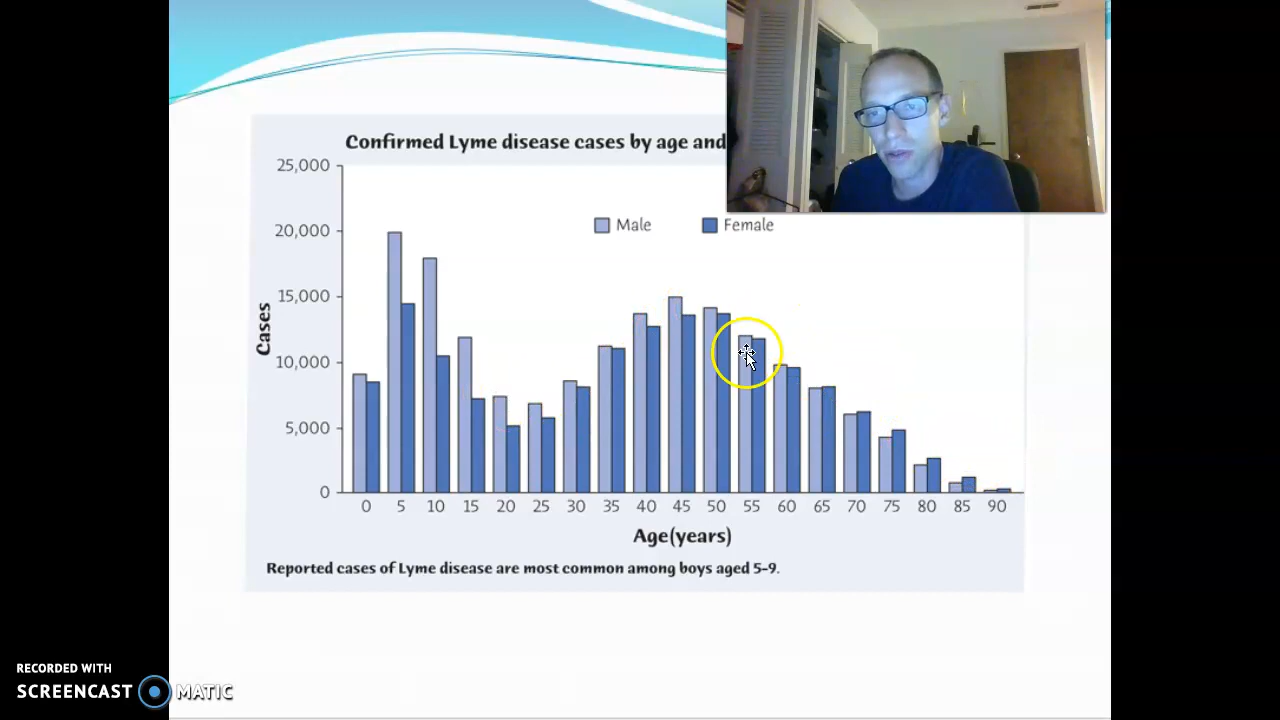 Confirmed Lyme disease cases by age and
25,000
20,000
15,000
10,000
5,000
0
Cases
Male Female
0 5 10 15 20 25 30 35 40 45 50 55 60 65 70 75 80 85 90
Age(years)
Reported cases of Lyme disease are most common among boys aged 5-9.
RECORDED WITH
SCREENCAST MATIC